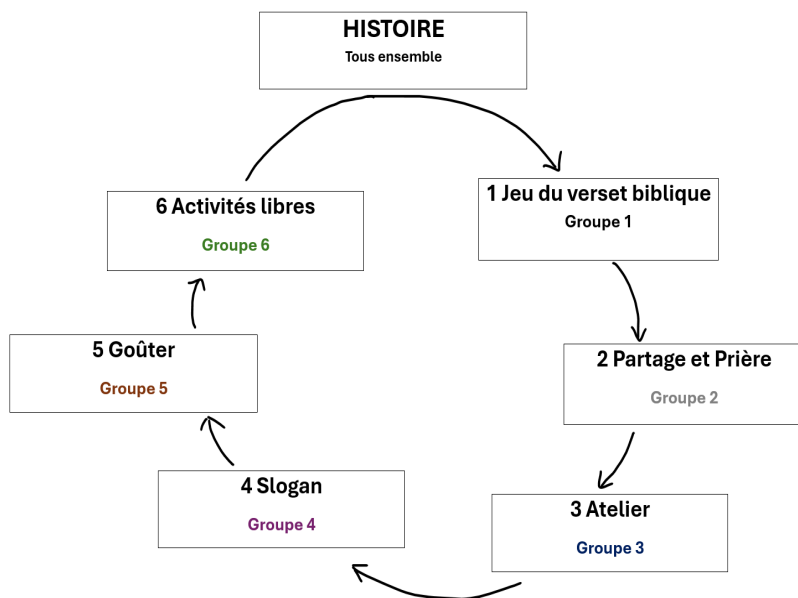 HISTOIRE
Tous ensemble
1 Jeu du verset biblique
Groupe 1
2 Partage et Prière
Groupe 2
3 Atelier
Groupe 3
4 Slogan
Groupe 4
5 Goûter
Groupe 5
6 Activités libres
Groupe 6